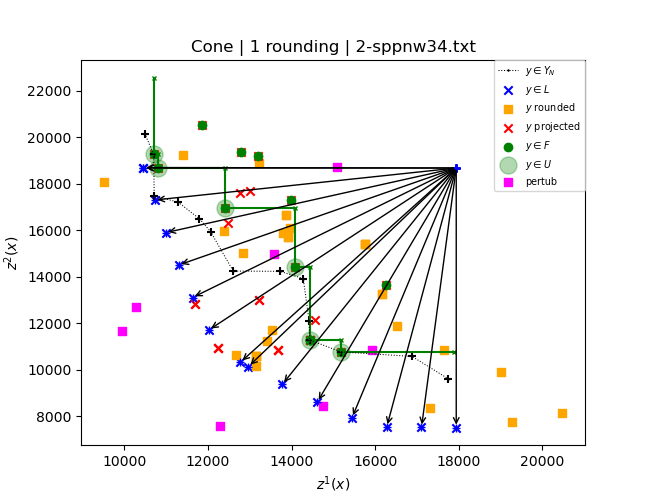 Cone | 1 rounding | 2-sppnw34.txt
y ∈ Y_N
y ∈ L
y rounded
y projected
y ∈ F
y ∈ U
pertub
z²(x)
22000
20000
18000
16000
14000
12000
10000
8000
10000 12000 14000 16000 18000 20000
z¹(x)